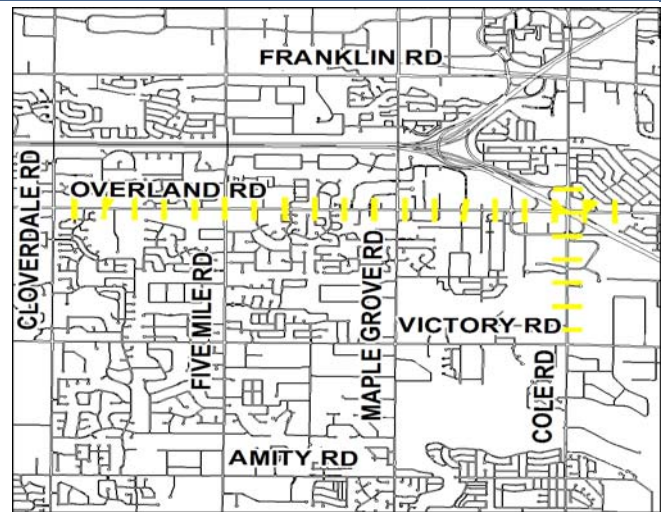 FRANKLIN RD
OVERLAND RD
CLOVERDALE RD
FIVE MILE RD
MAPLE GROVE RD
VICTORY RD
COLE RD
AMITY RD